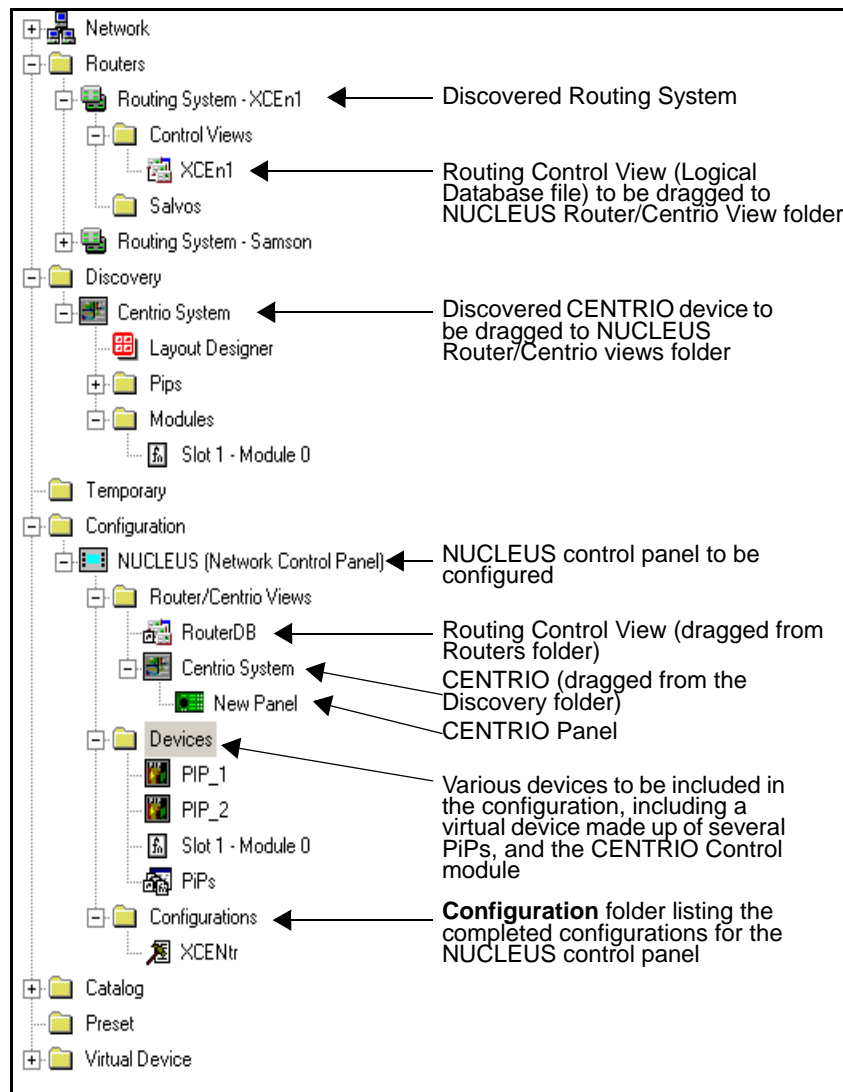 Network
Routers
Routing System - XCEn1
Discovered Routing System
Control Views
XCEn1
Routing Control View (Logical
Database file) to be dragged to
NUCLEUS Router/Centrio View folder
Salvos
Routing System - Samson
Discovery
Centrio System
Discovered CENTRIO device to
be dragged to NUCLEUS
Router/Centrio views folder
Layout Designer
Pips
Modules
Slot 1 - Module 0
Temporary
Configuration
NUCLEUS (Network Control Panel)
NUCLEUS control panel to be
configured
Router/Centrio Views
RouterDB
Routing Control View (dragged from
Routers folder)
Centrio System
CENTRIO (dragged from the
Discovery folder)
New Panel
CENTRIO Panel
Devices
PIP_1
PIP_2
Slot 1 - Module 0
PiPs
Various devices to be included in
the configuration, including a
virtual device made up of several
PiPs, and the CENTRIO Control
module
Configurations
XCENtr
Configuration folder listing the
completed configurations for the
NUCLEUS control panel
Catalog
Preset
Virtual Device